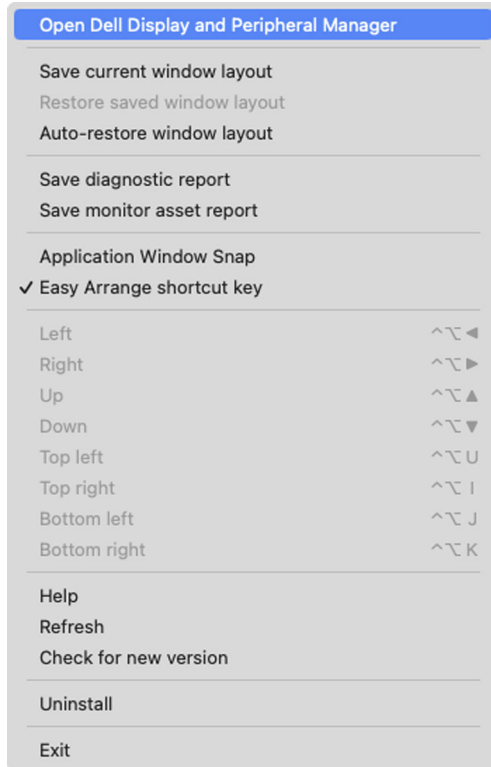 Open Dell Display and Peripheral Manager
Save current window layout
Restore saved window layout
Auto-restore window layout
Save diagnostic report
Save monitor asset report
Application Window Snap
✓ Easy Arrange shortcut key
Left ^⌥◀
Right ^⌥▶
Up ^⌥▲
Down ^⌥▼
Top left ^⌥ U
Top right ^⌥ I
Bottom left ^⌥ J
Bottom right ^⌥ K
Help
Refresh
Check for new version
Uninstall
Exit